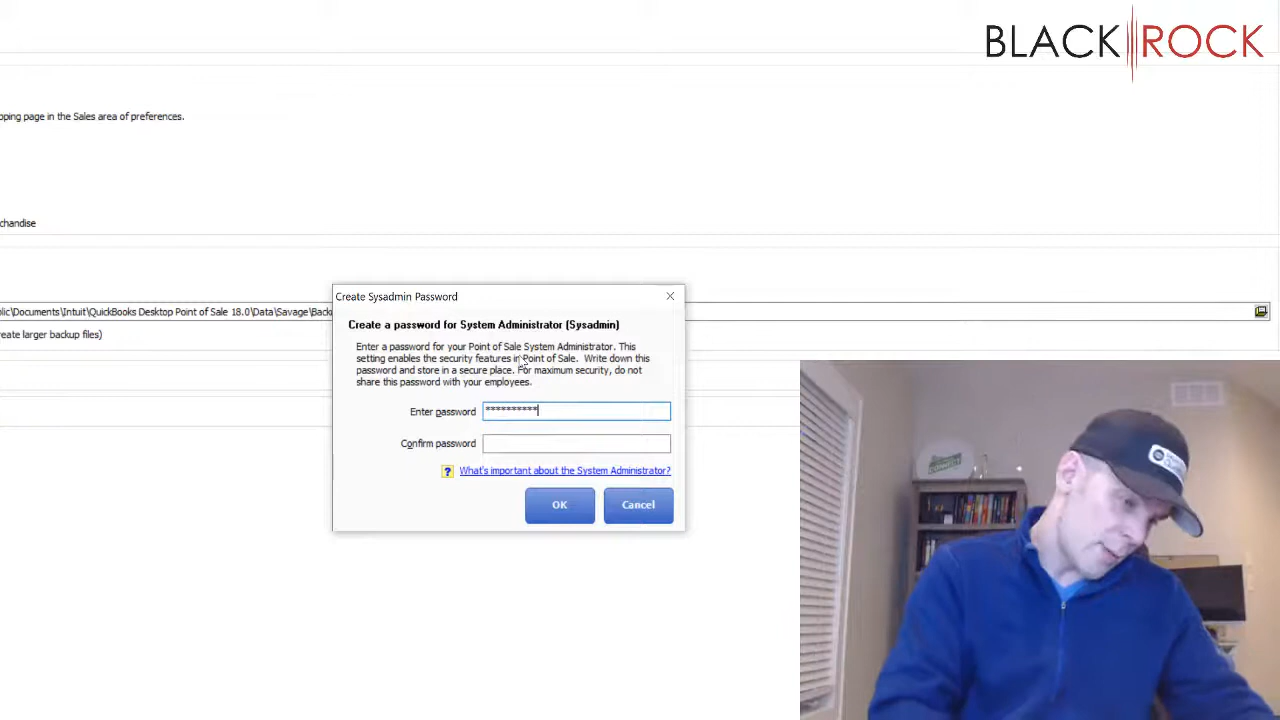 BLACK ROCK
pping page in the Sales area of preferences.
chandise
Create Sysadmin Password
Create a password for System Administrator (Sysadmin)
Enter a password for your Point of Sale System Administrator. This
setting enables the security features in Point of Sale. Write down this
password and store in a secure place. For maximum security, do not
share this password with your employees.
lic\Documents\Intuit\QuickBooks Desktop Point of Sale 18.0\Data\Savage\Back
reate larger backup files)
Enter password **********
Confirm password
? What's important about the System Administrator?
OK Cancel